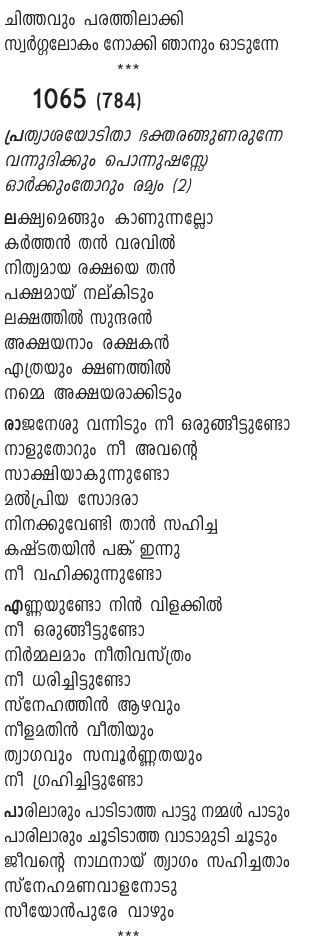 ചിത്തവും പരത്തിലാക്കി
സ്വർഗ്ഗലോകം നോക്കി ഞാനും ഓടുന്നേ
***
1065 (784)
പ്രത്യാശയോടിതാ ഭക്തരങ്ങുണരുന്നേ
വന്നുദിക്കും പൊന്നുഷസ്സേ
ഓർക്കുംതോറും രമ്യം (2)
ലക്ഷ്യമെങ്ങും കാണുന്നല്ലോ
കർത്തൻ തൻ വരവിൽ
നിത്യമായ രക്ഷയെ തൻ
പക്ഷമായ് നല്കിടും
ലക്ഷത്തിൽ സുന്ദരൻ
അക്ഷയനാം രക്ഷകൻ
എത്രയും ക്ഷണത്തിൽ
നമ്മെ അക്ഷയരാക്കിടും
രാജനേശു വന്നിടും നീ ഒരുങ്ങീട്ടുണ്ടോ
നാളുതോറും നീ അവന്റെ
സാക്ഷിയാകുന്നുണ്ടോ
മൽപ്രിയ സോദരാ
നിനക്കുവേണ്ടി താൻ സഹിച്ച
കഷ്ടതയിൻ പങ്ക് ഇന്നു
നീ വഹിക്കുന്നുണ്ടോ
എണ്ണയുണ്ടോ നിൻ വിളക്കിൽ
നീ ഒരുങ്ങീട്ടുണ്ടോ
നിർമ്മലമാം നീതിവസ്ത്രം
നീ ധരിച്ചിട്ടുണ്ടോ
സ്നേഹത്തിൻ ആഴവും
നീളമതിൻ വീതിയും
ത്യാഗവും സമ്പൂർണ്ണതയും
നീ ഗ്രഹിച്ചിട്ടുണ്ടോ
പാരിലാരും പാടിടാത്ത പാട്ടു നമ്മൾ പാടും
പാരിലാരും ചൂടിടാത്ത വാടാമുടി ചൂടും
ജീവന്റെ നാഥനായ് ത്യാഗം സഹിച്ചതാം
സ്നേഹമണവാളനോടു
സീയോൻപുരേ വാഴും
***